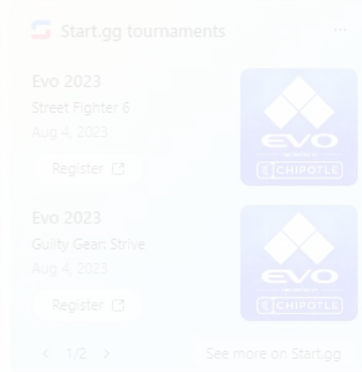 Start.gg tournaments
Evo 2023
Street Fighter 6
Aug 4, 2023
Register
EVO
CHIPOTLE
Evo 2023
Guilty Gear: Strive
Aug 4, 2023
Register
EVO
CHIPOTLE
1/2
See more on Start.gg